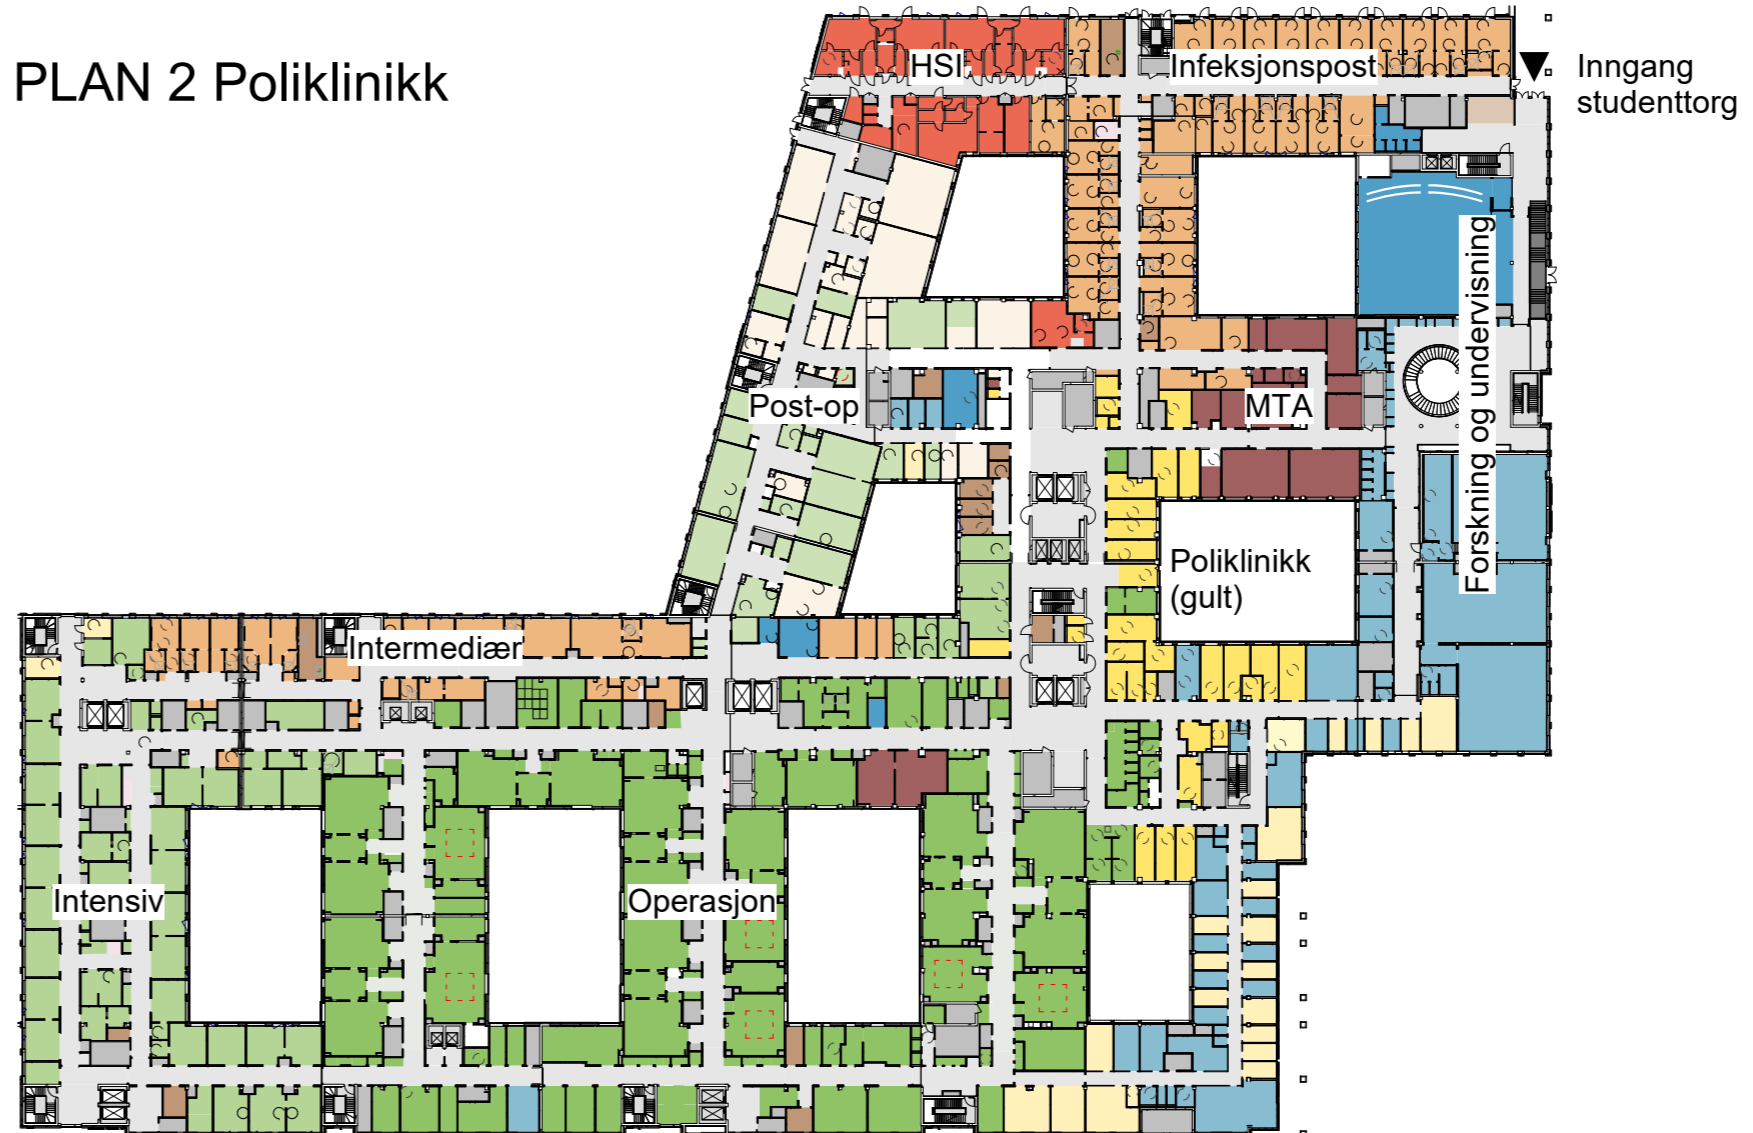 PLAN 2 Poliklinikk
HSI
Infeksjonspost
Inngang
studenttorg
Forskning og undervisning
Post-op
MTA
Poliklinikk
(gult)
Intermediær
Intensiv
Operasjon